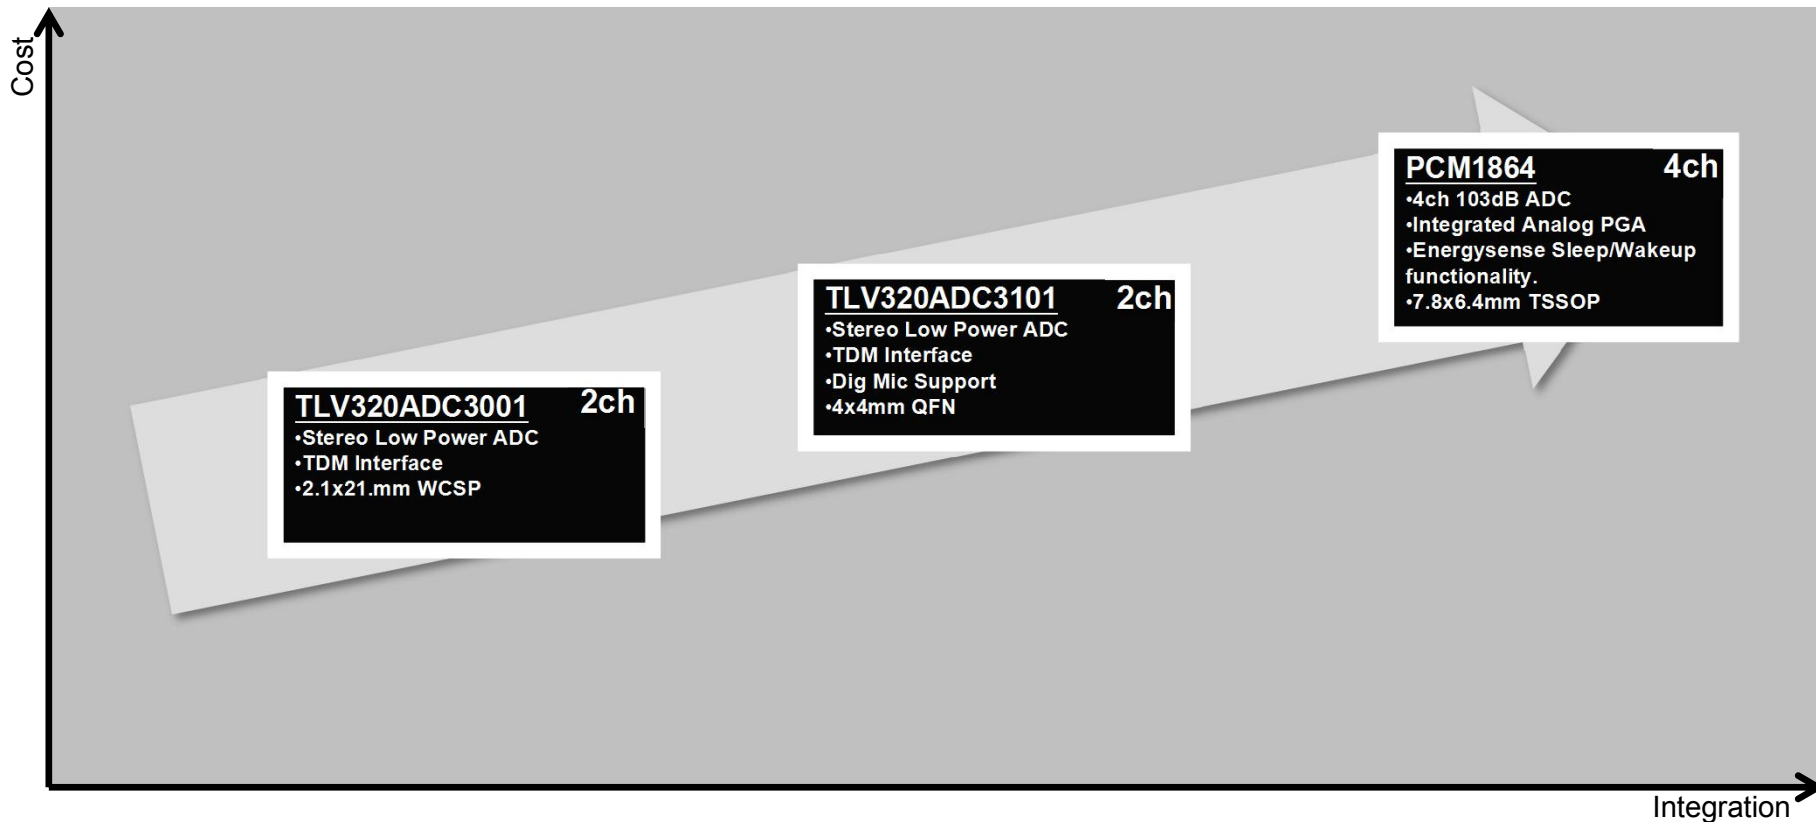 Cost
PCM1864 4ch
•4ch 103dB ADC
•Integrated Analog PGA
•Energysense Sleep/Wakeup
functionality.
•7.8x6.4mm TSSOP
TLV320ADC3101 2ch
•Stereo Low Power ADC
•TDM Interface
•Dig Mic Support
•4x4mm QFN
TLV320ADC3001 2ch
•Stereo Low Power ADC
•TDM Interface
•2.1x21.mm WCSP
Integration